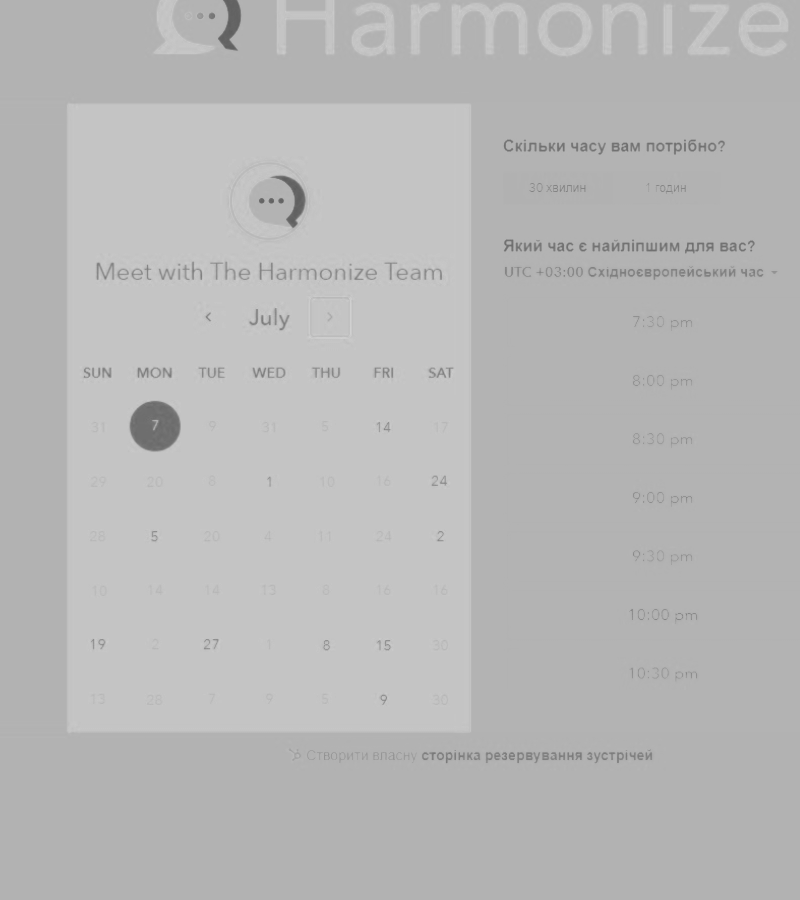 Harmonize
Meet with The Harmonize Team
July
SUN MON TUE WED THU FRI SAT
31 7 9 31 5 14 17
29 20 8 1 10 16 24
28 5 20 4 11 24 2
10 14 14 13 8 16 16
19 2 27 1 8 15 30
13 28 7 9 5 9 30
Скільки часу вам потрібно?
30 хвилин 1 годин
Який час є найліпшим для вас?
UTC +03:00 Східноєвропейський час
7:30 pm
8:00 pm
8:30 pm
9:00 pm
9:30 pm
10:00 pm
10:30 pm
Створити власну сторінка резервування зустрічей